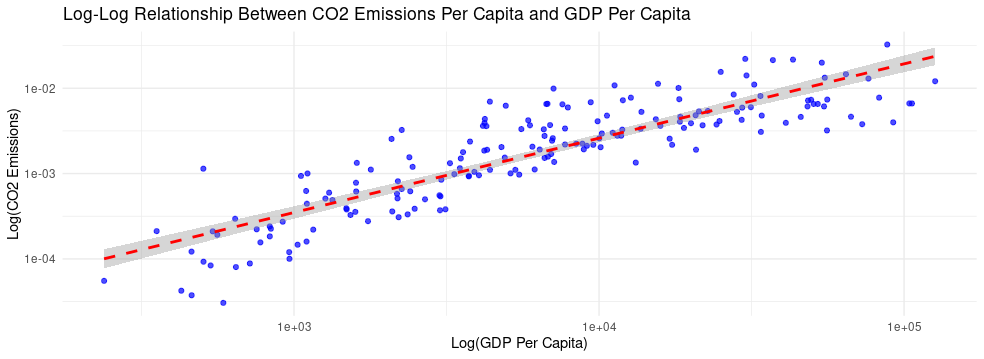 Log-Log Relationship Between CO2 Emissions Per Capita and GDP Per Capita
Log(CO2 Emissions)
1e-02
1e-03
1e-04
1e+03
1e+04
1e+05
Log(GDP Per Capita)